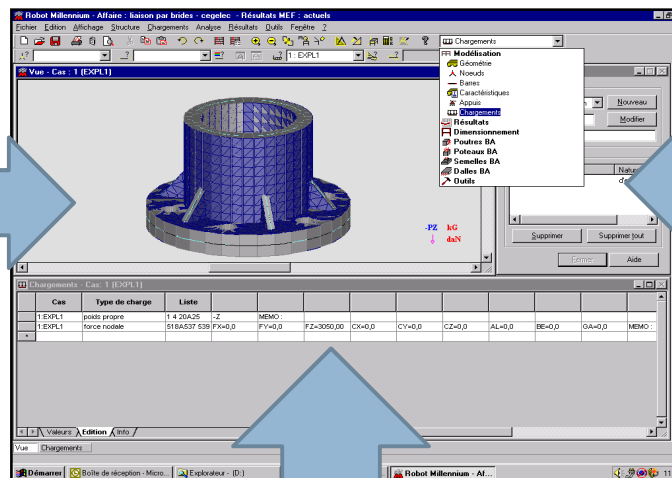 Robot Millennium - Affaire : liaison par brides - cegelec - Résultats MEF : actuels
Fichier Edition Affichage Structure Chargements Analyse Résultats Outils Fenêtre ?
Chargements
1 : EXPL1
Vue - Cas : 1 (EXPL1)
Modélisation
Géométrie
Noeuds
Barres
Caractéristiques
Appuis
Chargements
Résultats
Dimensionnement
Poutres BA
Poteaux BA
Semelles BA
Dalles BA
Outils
Nouveau
Modifier
Natur
Supprimer Supprimer tout
Fermer Aide
-PZ kG
daN
Chargements - Cas: 1 (EXPL1)
Cas Type de charge Liste
1:EXPL1 poids propre 1 4 20A25 -Z MEMO :
1:EXPL1 force nodale 518A537 539 FX=0,0 FY=0,0 FZ=3050,00 CX=0,0 CY=0,0 CZ=0,0 AL=0,0 BE=0,0 GA=0,0 MEMO :
*
Valeurs Edition Info
Vue Chargements
Démarrer Boîte de réception - Micro... Explorateur - (D:) Robot Millennium - Af... 11